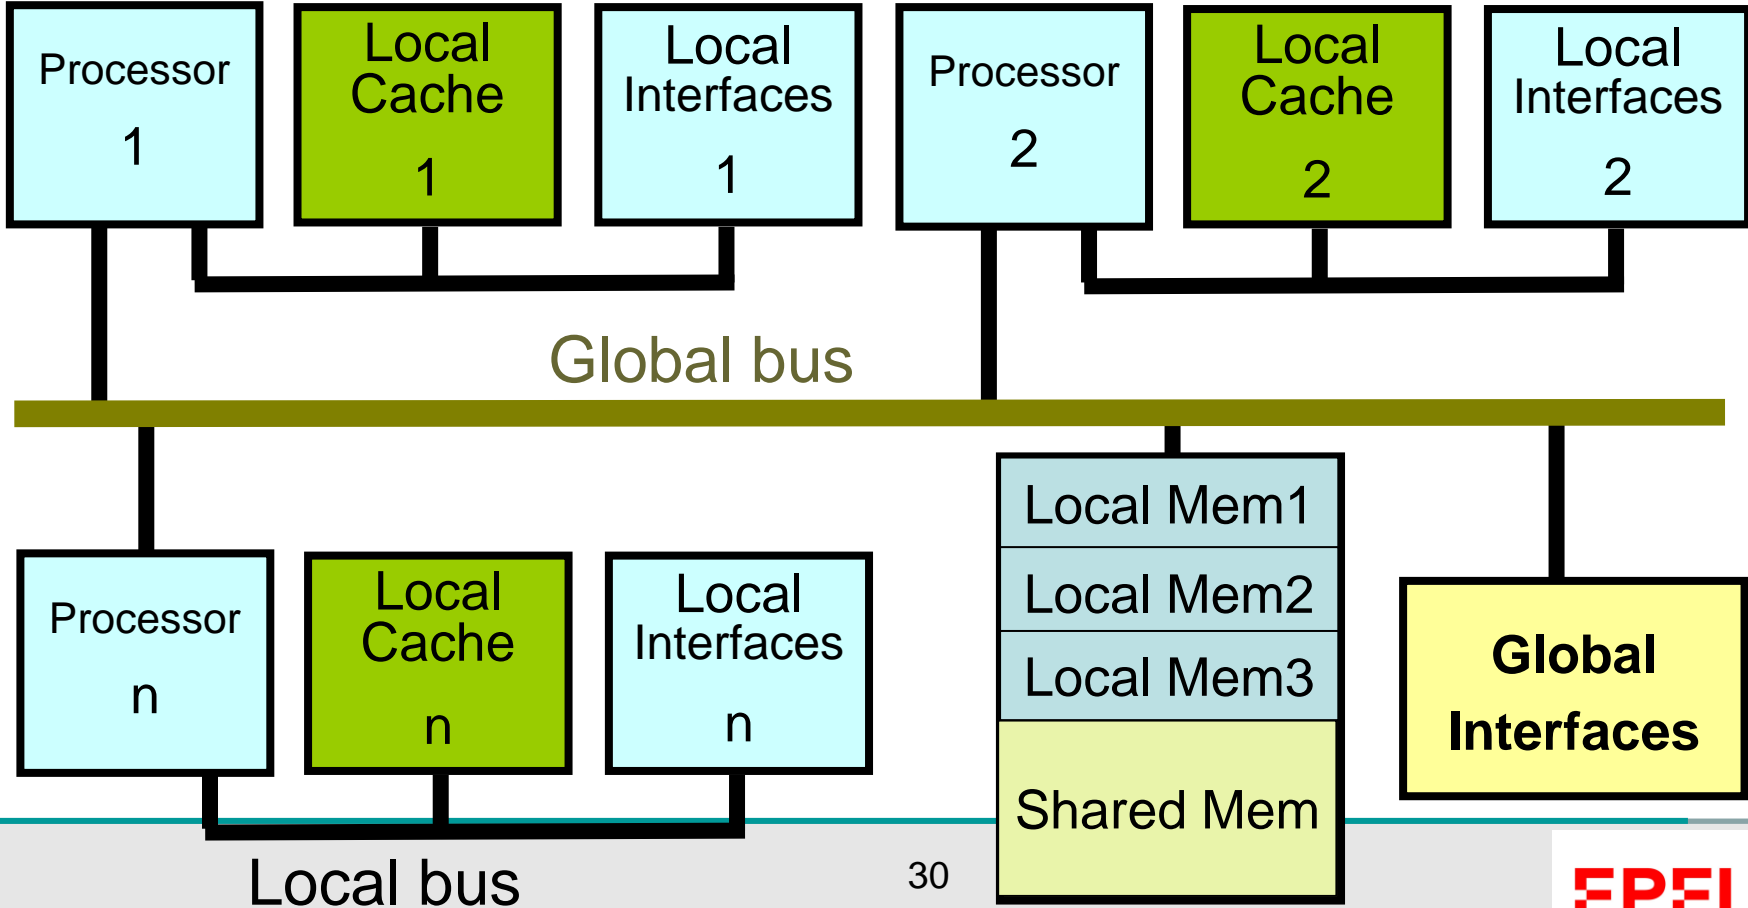 Processor
1
Local
Cache
1
Local
Interfaces
1
Processor
2
Local
Cache
2
Local
Interfaces
2
Global bus
Processor
n
Local
Cache
n
Local
Interfaces
n
Local Mem1
Local Mem2
Local Mem3
Shared Mem
Global
Interfaces
Local bus
30
EPFL